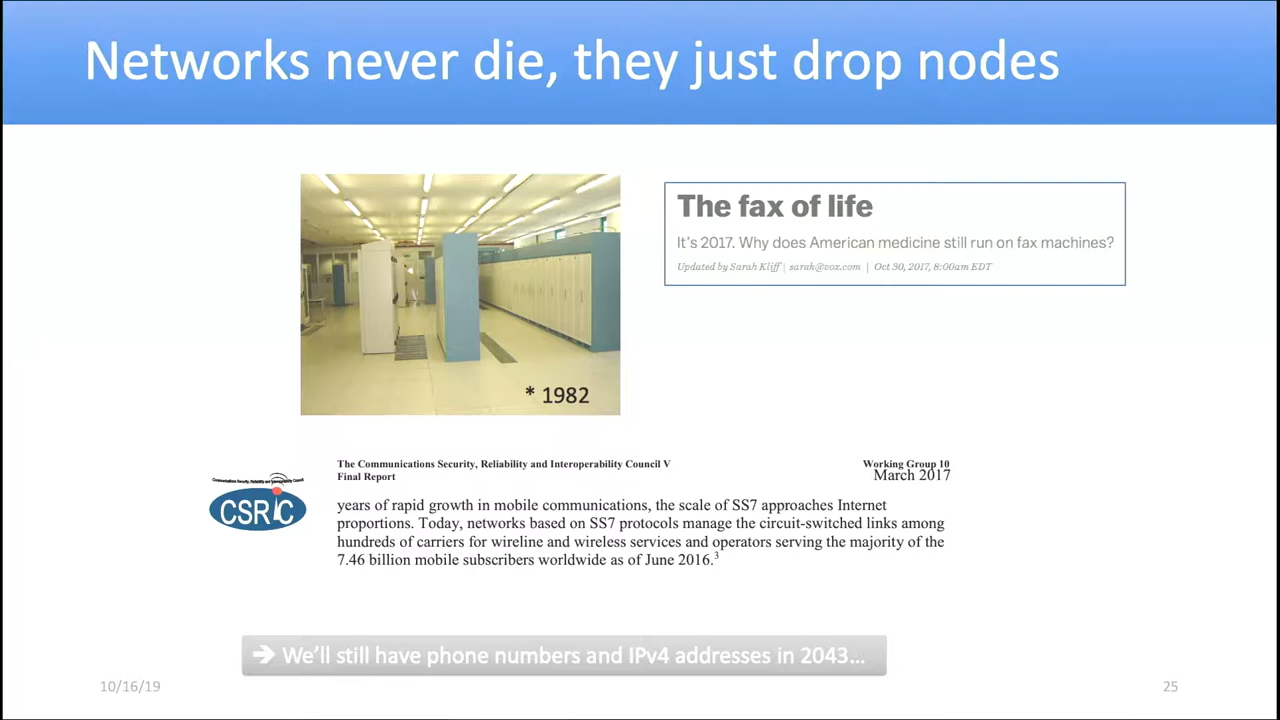 Networks never die, they just drop nodes
The fax of life
It's 2017. Why does American medicine still run on fax machines?
Updated by Sarah Kliff | sarah@vox.com | Oct 30, 2017, 8:00am EDT
* 1982
The Communications Security, Reliability and Interoperability Council V
Final Report
Working Group 10
March 2017
Communications Security, Reliability and Interoperability Council
CSRIC
years of rapid growth in mobile communications, the scale of SS7 approaches Internet
proportions. Today, networks based on SS7 protocols manage the circuit-switched links among
hundreds of carriers for wireline and wireless services and operators serving the majority of the
7.46 billion mobile subscribers worldwide as of June 2016.3
➔ We'll still have phone numbers and IPv4 addresses in 2043…
10/16/19
25